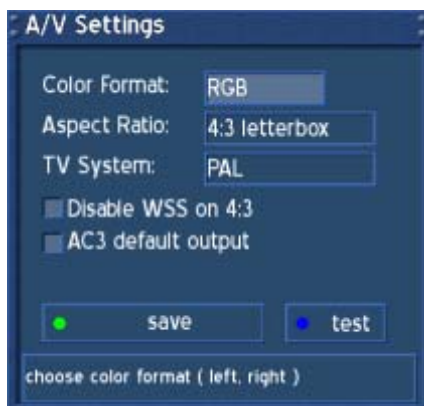 A/V Settings
Color Format: RGB
Aspect Ratio: 4:3 letterbox
TV System: PAL
Disable WSS on 4:3
AC3 default output
save test
choose color format ( left, right )